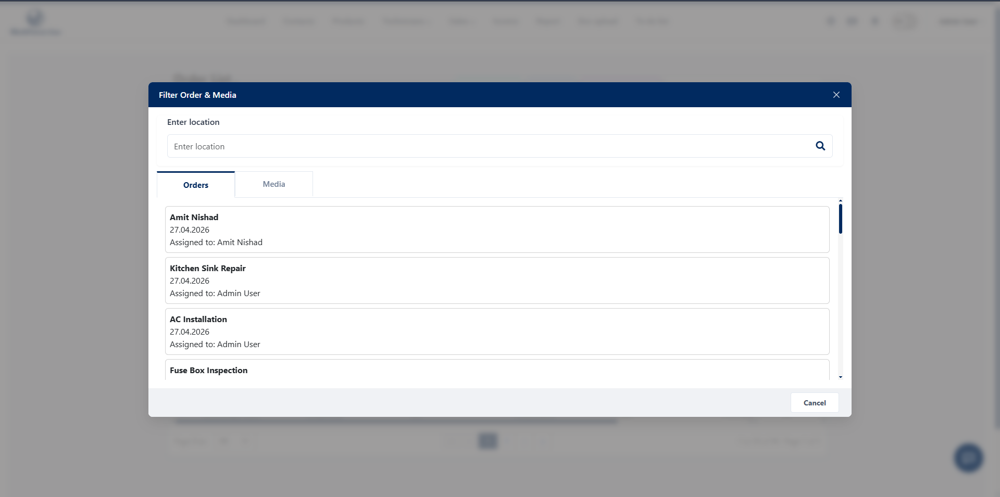 Filter Order & Media
Enter location
Enter location
Orders
Media
Amit Nishad
27.04.2026
Assigned to: Amit Nishad
Kitchen Sink Repair
27.04.2026
Assigned to: Admin User
AC Installation
27.04.2026
Assigned to: Admin User
Fuse Box Inspection
Cancel